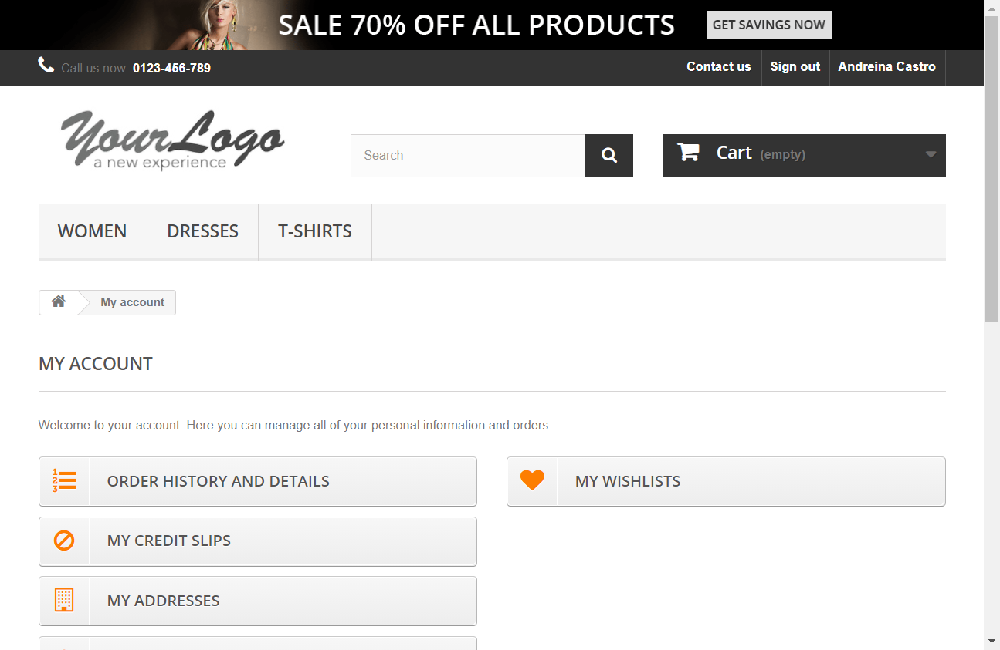 SALE 70% OFF ALL PRODUCTS GET SAVINGS NOW
Call us now: 0123-456-789 Contact us Sign out Andreina Castro
Your Logo
a new experience
Search
Cart (empty)
WOMEN DRESSES T-SHIRTS
My account
MY ACCOUNT
Welcome to your account. Here you can manage all of your personal information and orders.
1
2
3
ORDER HISTORY AND DETAILS
MY WISHLISTS
MY CREDIT SLIPS
MY ADDRESSES